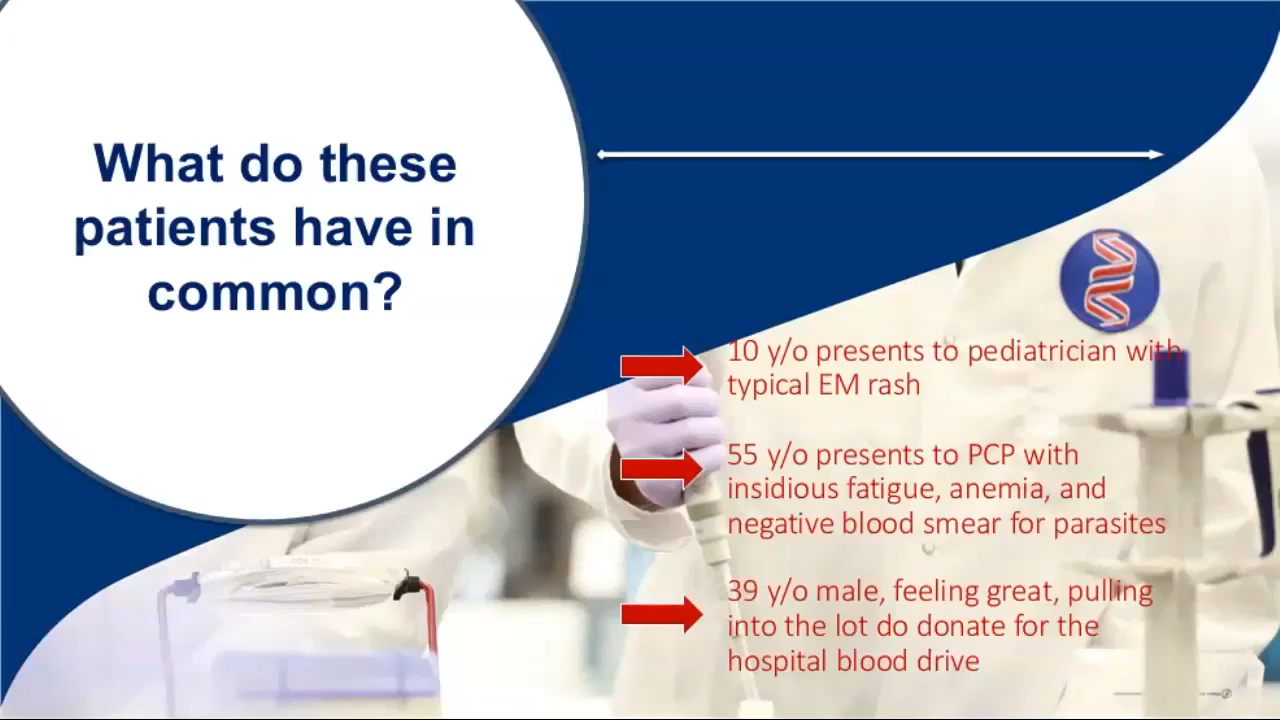 What do these
patients have in
common?
10 y/o presents to pediatrician with
typical EM rash
55 y/o presents to PCP with
insidious fatigue, anemia, and
negative blood smear for parasites
39 y/o male, feeling great, pulling
into the lot do donate for the
hospital blood drive